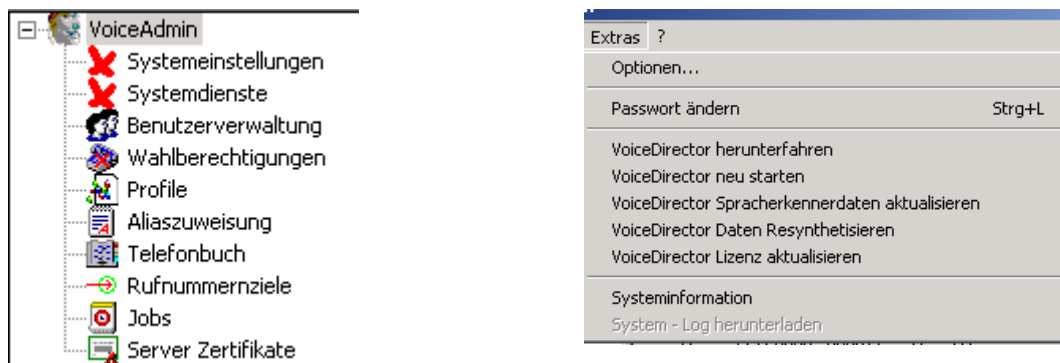 VoiceAdmin
Systemeinstellungen
Systemdienste
Benutzerverwaltung
Wahlberechtigungen
Profile
Aliaszuweisung
Telefonbuch
Rufnummernziele
Jobs
Server Zertifikate
Extras ?
Optionen...
Passwort ändern Strg+L
VoiceDirector herunterfahren
VoiceDirector neu starten
VoiceDirector Spracherkennerdaten aktualisieren
VoiceDirector Daten Resynthetisieren
VoiceDirector Lizenz aktualisieren
Systeminformation
System - Log herunterladen